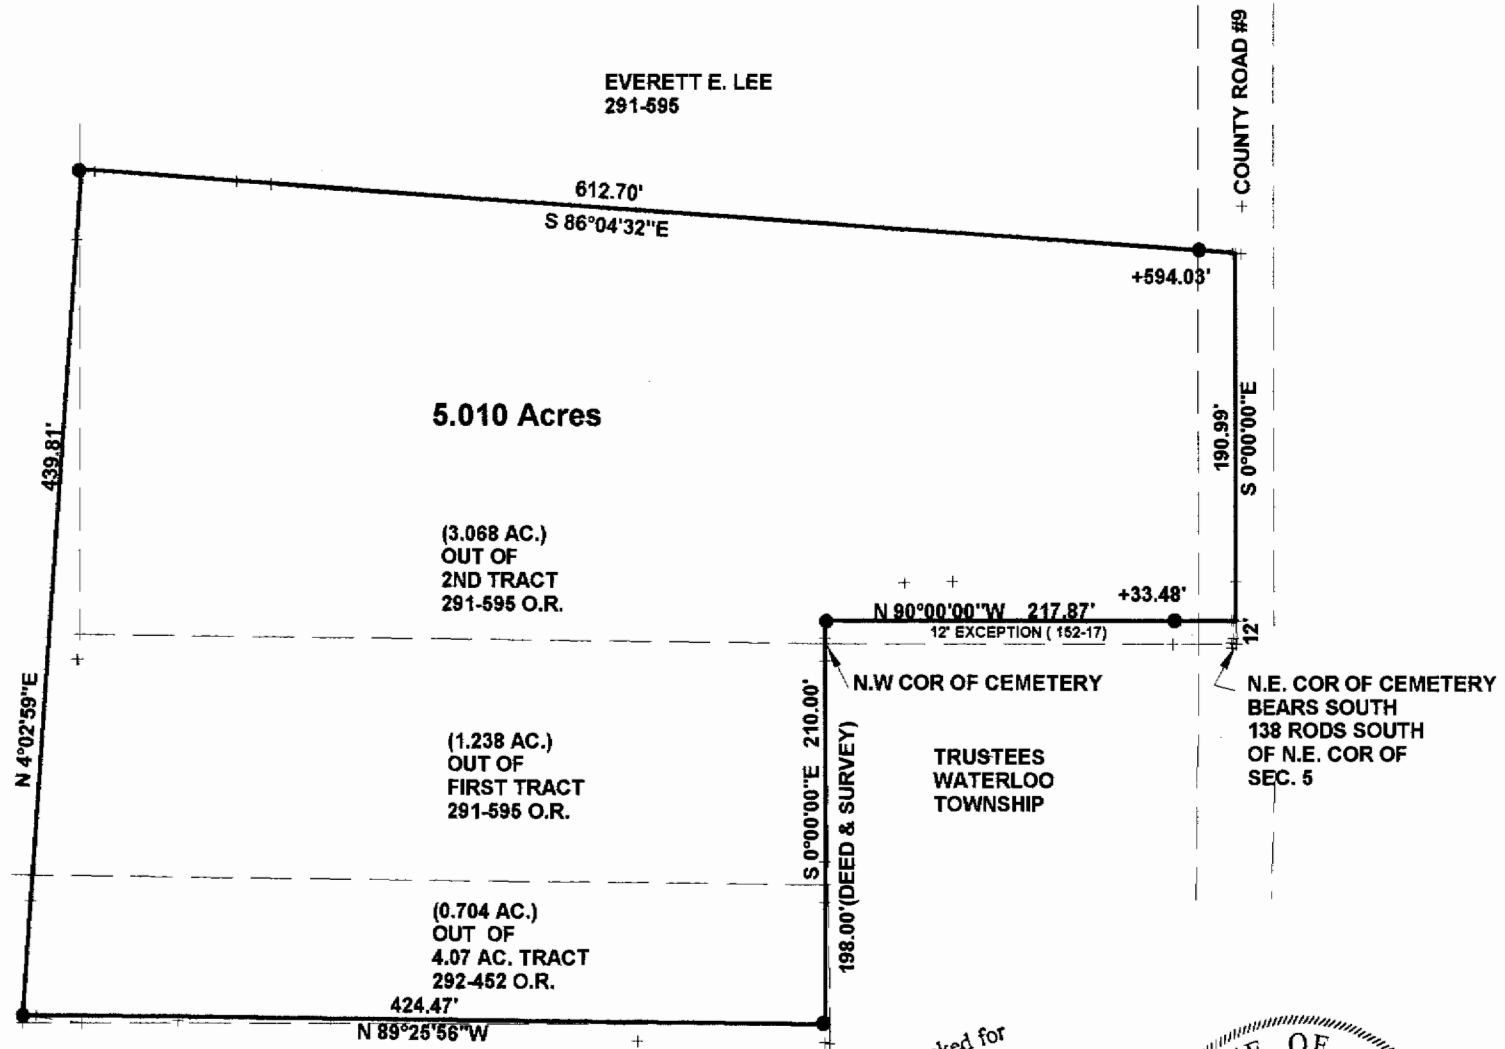 COUNTY ROAD #9
EVERETT E. LEE
291-595
612.70'
S 86°04'32"E
+594.03'
5.010 Acres
439.81'
N 4°02'59"E
190.99'
S 0°00'00"E
(3.068 AC.)
OUT OF
2ND TRACT
291-595 O.R.
+33.48'
N 90°00'00"W 217.87'
12' EXCEPTION ( 152-17)
12'
N.W COR OF CEMETERY
N.E. COR OF CEMETERY
BEARS SOUTH
138 RODS SOUTH
OF N.E. COR OF
SEC. 5
S 0°00'00"E 210.00'
198.00'(DEED & SURVEY)
(1.238 AC.)
OUT OF
FIRST TRACT
291-595 O.R.
TRUSTEES
WATERLOO
TOWNSHIP
(0.704 AC.)
OUT OF
4.07 AC. TRACT
292-452 O.R.
424.47'
N 89°25'56"W
for
OF